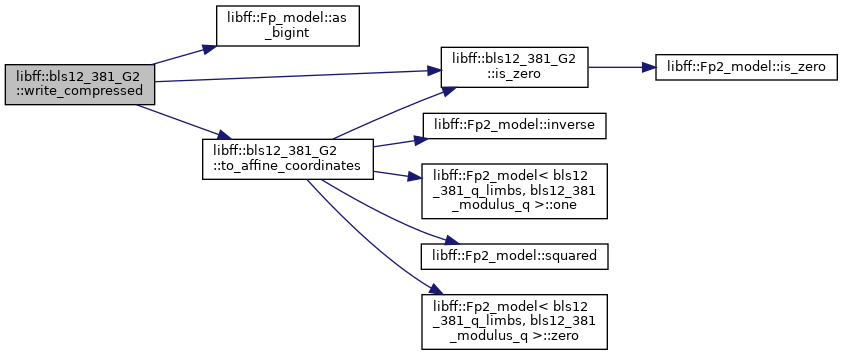 libff::Fp_model::as
_bigint
libff::bls12_381_G2
::write_compressed
libff::bls12_381_G2
::is_zero
libff::Fp2_model::is_zero
libff::Fp2_model::inverse
libff::bls12_381_G2
::to_affine_coordinates
libff::Fp2_model< bls12
_381_q_limbs, bls12_381
_modulus_q >::one
libff::Fp2_model::squared
libff::Fp2_model< bls12
_381_q_limbs, bls12_381
_modulus_q >::zero